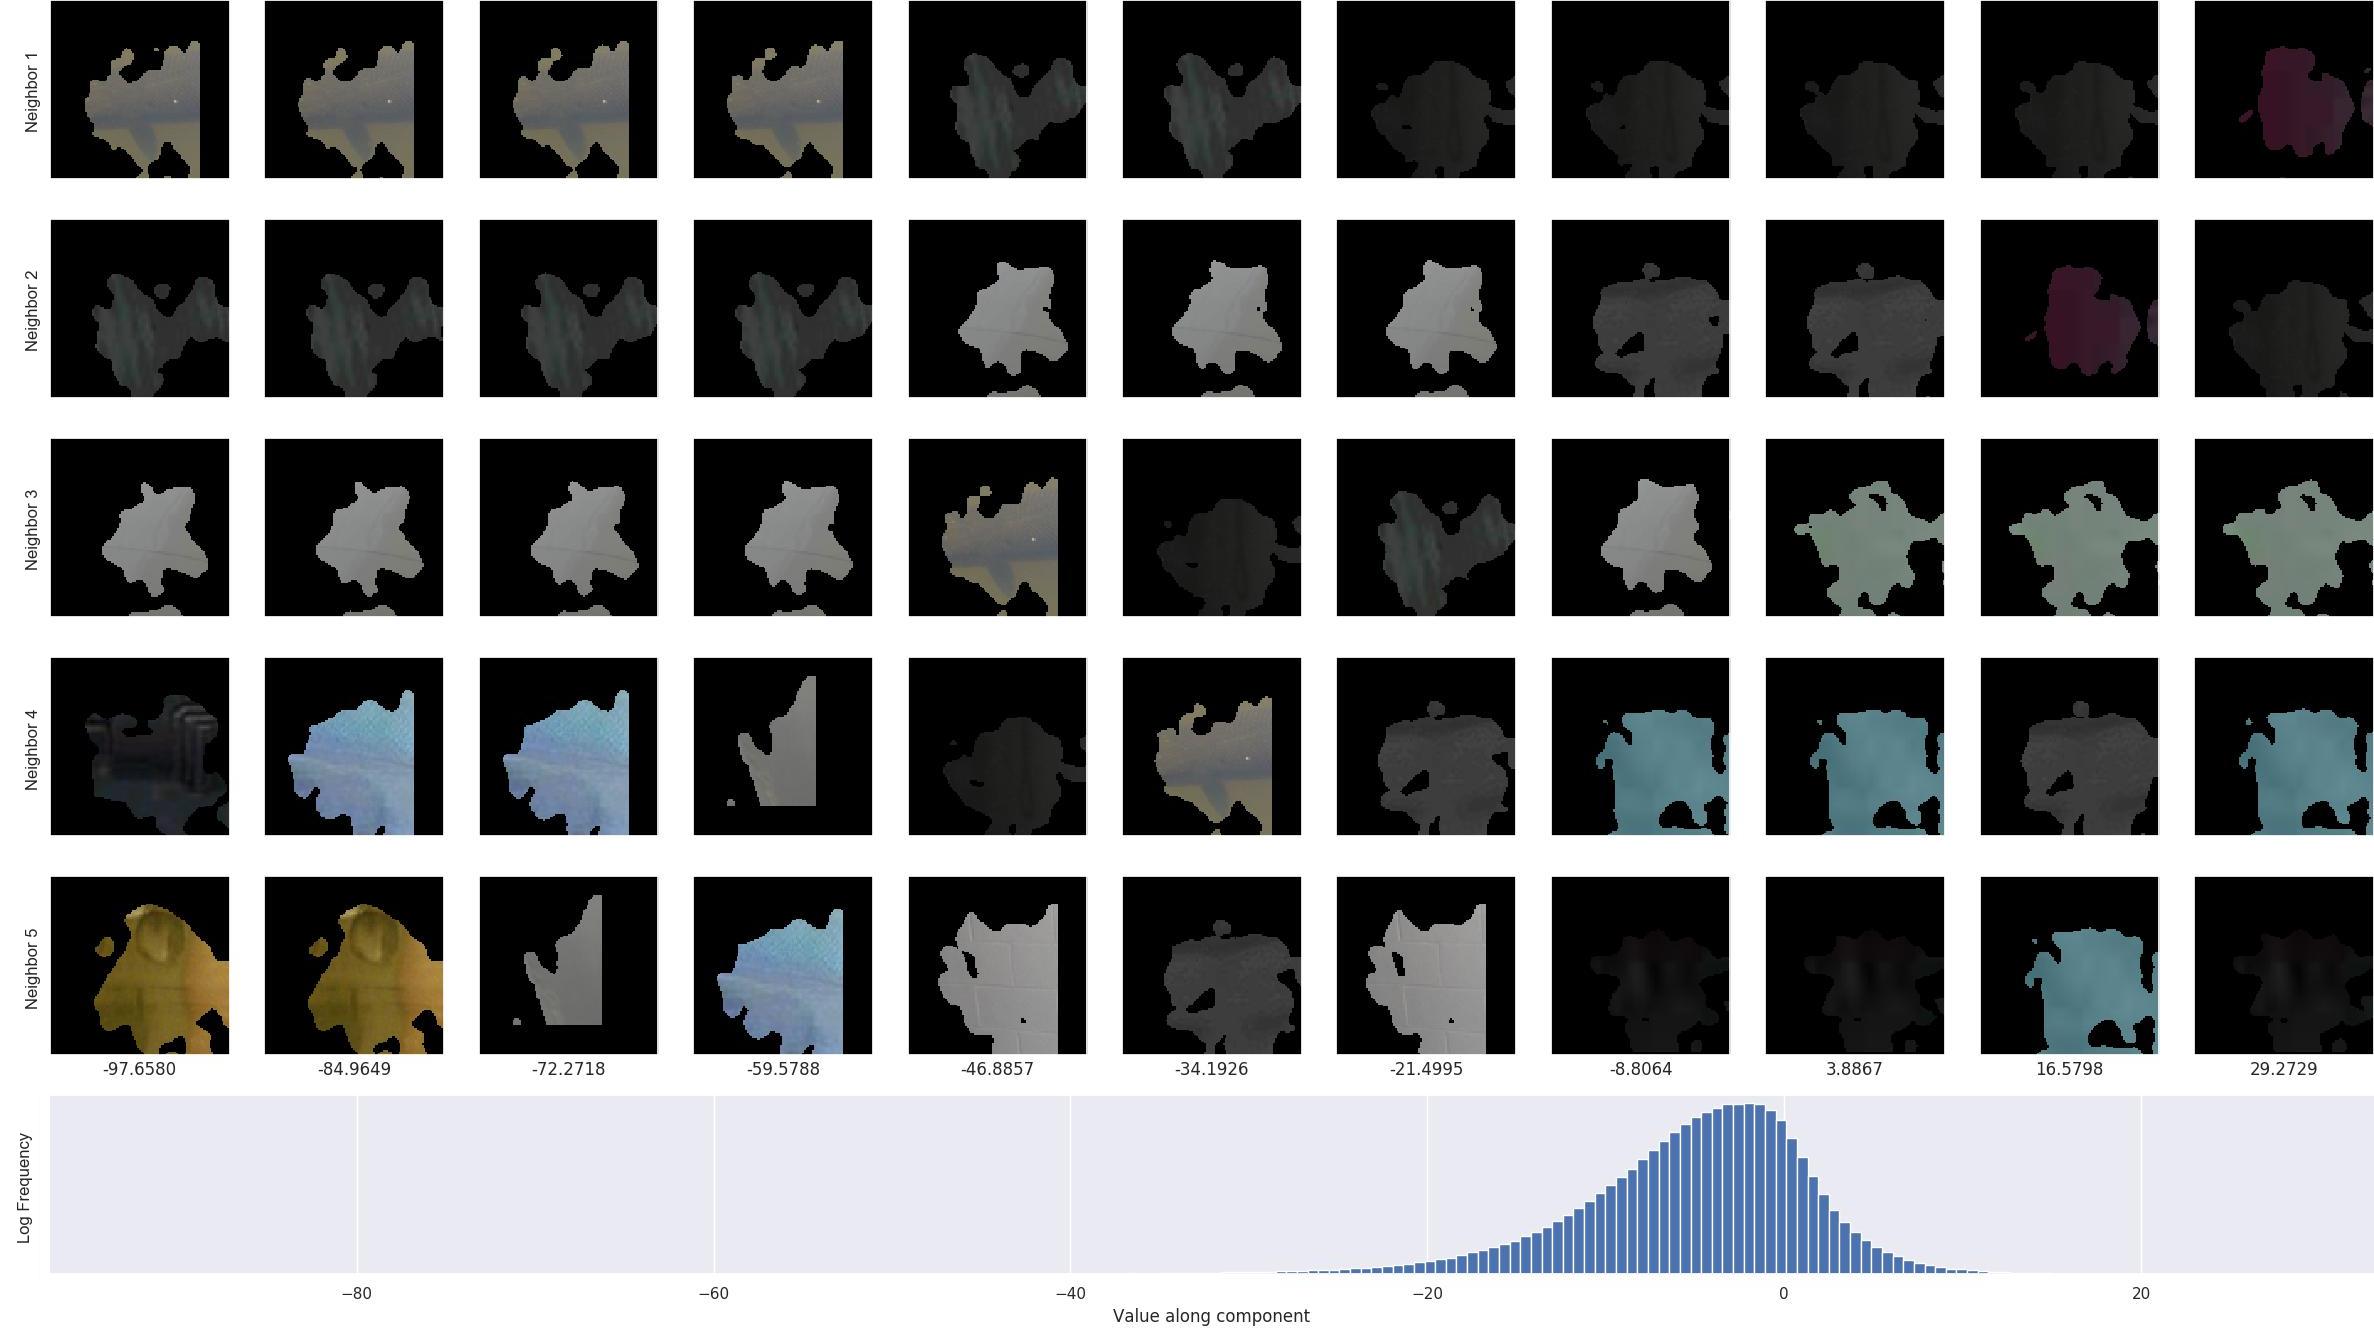 Neighbor 1
Neighbor 2
Neighbor 3
Neighbor 4
Neighbor 5
-97.6580 -84.9649 -72.2718 -59.5788 -46.8857 -34.1926 -21.4995 -8.8064 3.8867 16.5798 29.2729
Log Frequency
−80 −60 −40 −20 0 20
Value along component